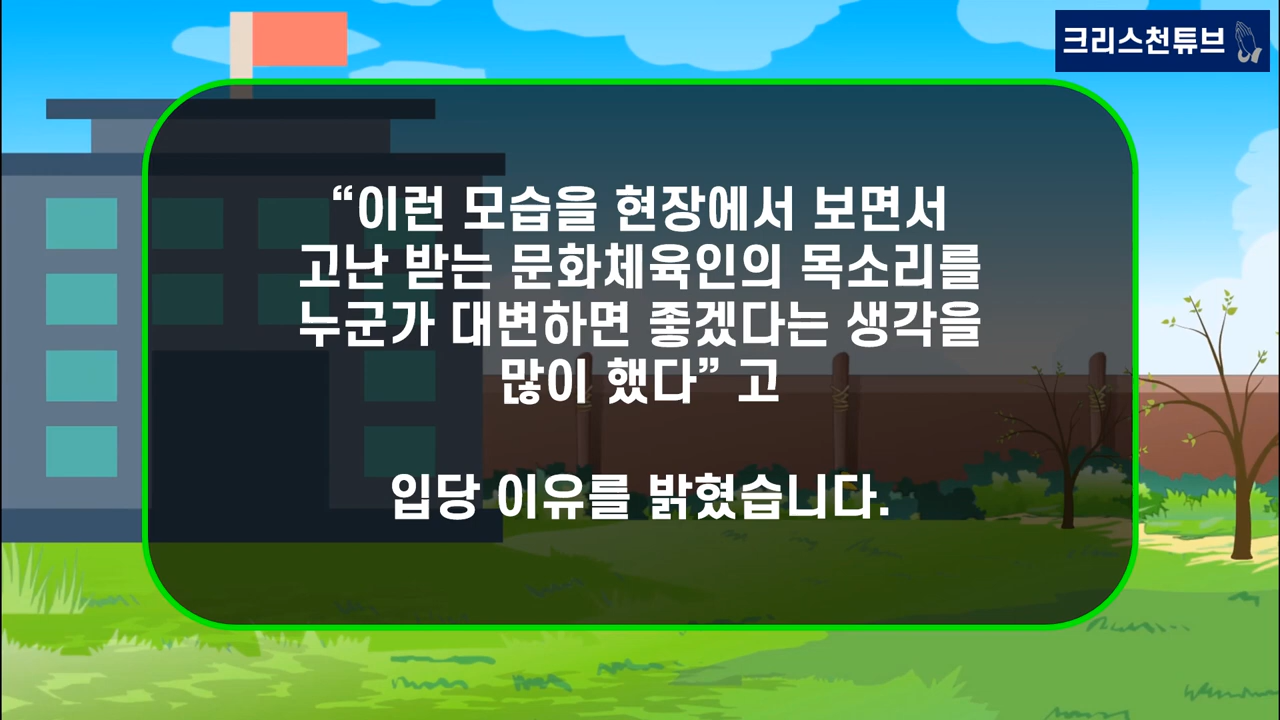 크리스천튜브
“이런 모습을 현장에서 보면서
고난 받는 문화체육인의 목소리를
누군가 대변하면 좋겠다는 생각을
많이 했다” 고
입당 이유를 밝혔습니다.